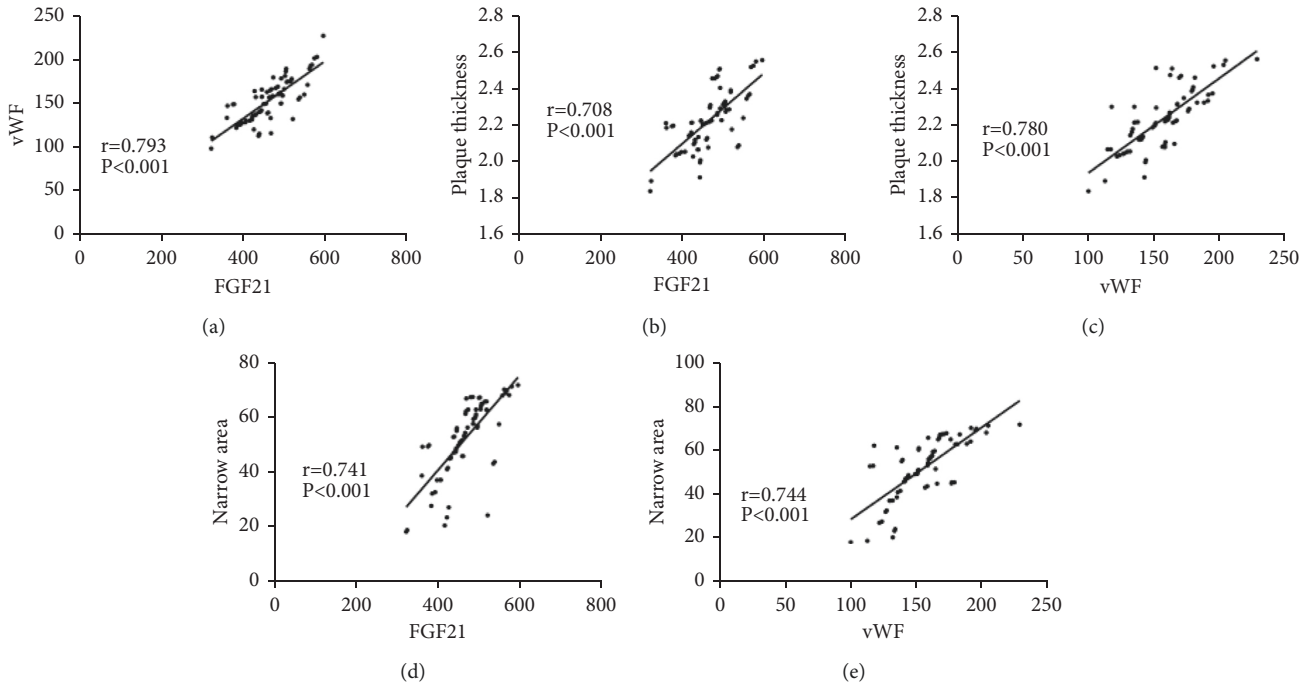 250
200
150
100
50
0
vWF
r=0.793
P<0.001
0 200 400 600 800
FGF21
(a)
2.8
2.6
2.4
2.2
2.0
1.8
1.6
Plaque thickness
r=0.708
P<0.001
0 200 400 600 800
FGF21
(b)
2.8
2.6
2.4
2.2
2.0
1.8
1.6
Plaque thickness
r=0.780
P<0.001
0 50 100 150 200 250
vWF
(c)
80
60
40
20
0
Narrow area
r=0.741
P<0.001
0 200 400 600 800
FGF21
(d)
100
80
60
40
20
0
Narrow area
r=0.744
P<0.001
0 50 100 150 200 250
vWF
(e)